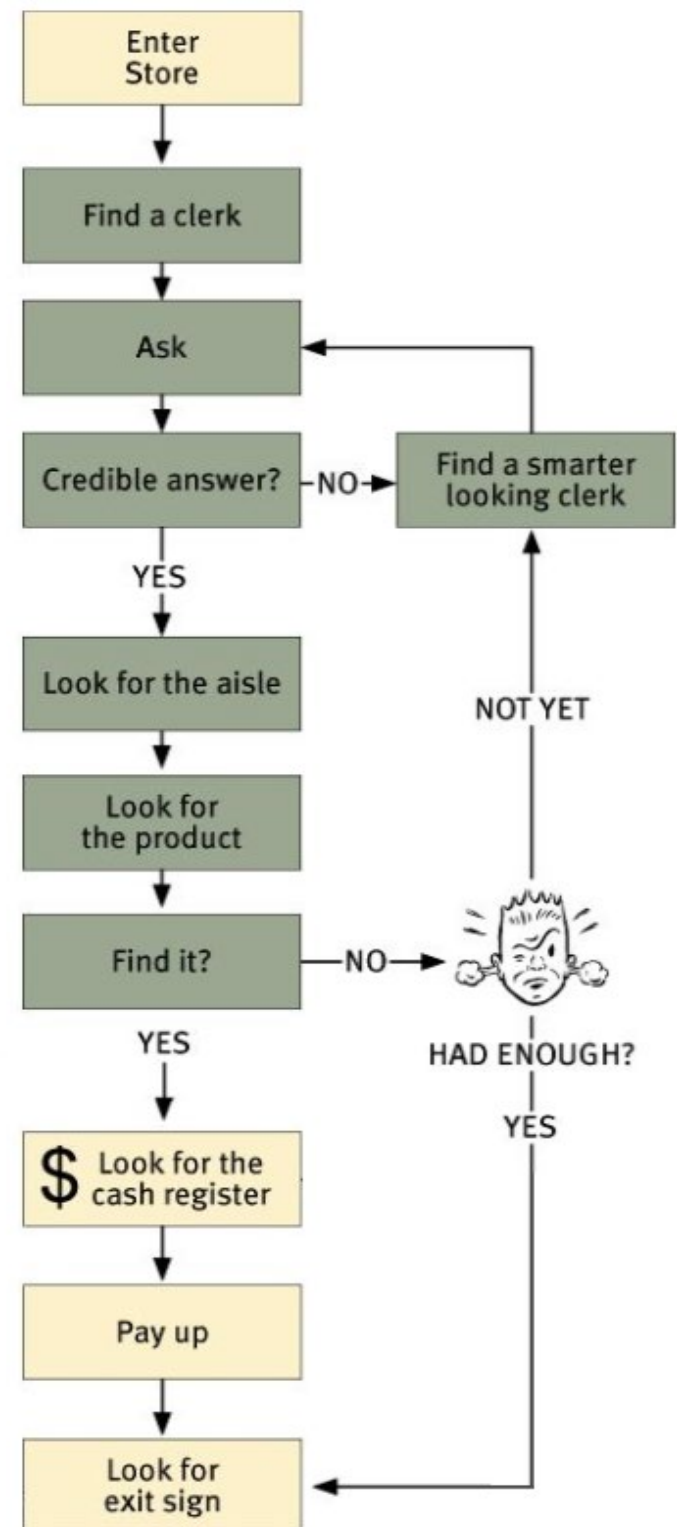 Enter
Store
Find a clerk
Ask
Credible answer?
NO
Find a smarter
looking clerk
YES
Look for the aisle
NOT YET
Look for
the product
Find it?
NO
YES
HAD ENOUGH?
YES
$ Look for the
cash register
Pay up
Look for
exit sign